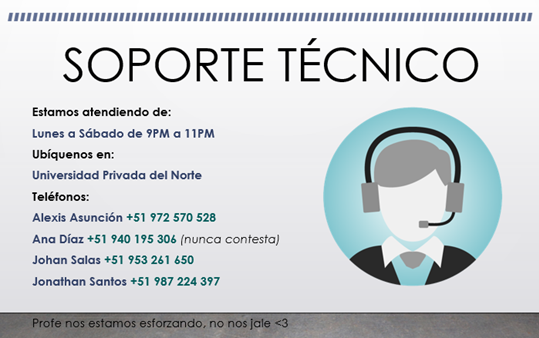 SOPORTE TÉCNICO
Estamos atendiendo de:
Lunes a Sábado de 9PM a 11PM
Ubíquenos en:
Universidad Privada del Norte
Teléfonos:
Alexis Asunción +51 972 570 528
Ana Díaz +51 940 195 306 (nunca contesta)
Johan Salas +51 953 261 650
Jonathan Santos +51 987 224 397
Profe nos estamos esforzando, no nos jale <3